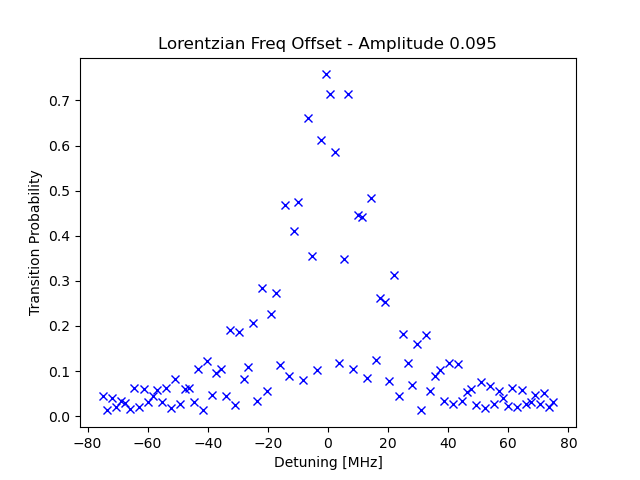 Lorentzian Freq Offset - Amplitude 0.095
Transition Probability
0.7
0.6
0.5
0.4
0.3
0.2
0.1
0.0
−80 −60 −40 −20 0 20 40 60 80
Detuning [MHz]